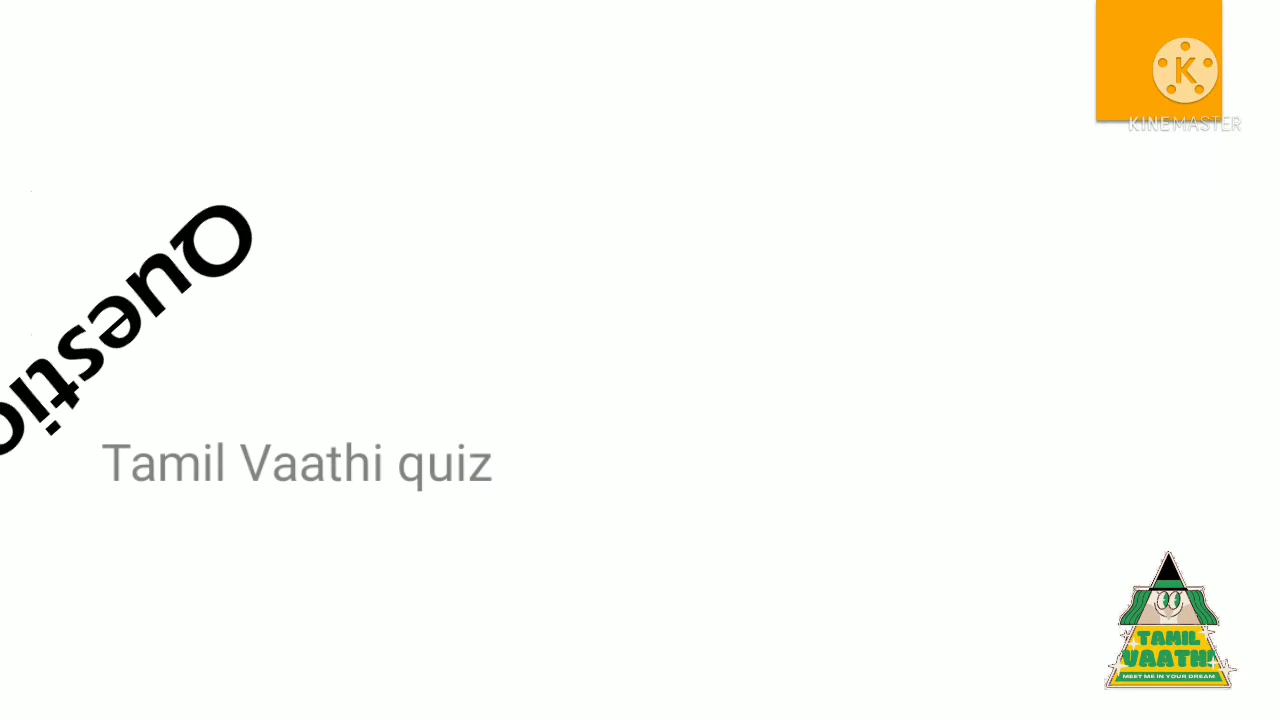 KINEMASTER
Questio
Tamil Vaathi quiz
TAMIL
VAATHI
MEET ME IN YOUR DREAM